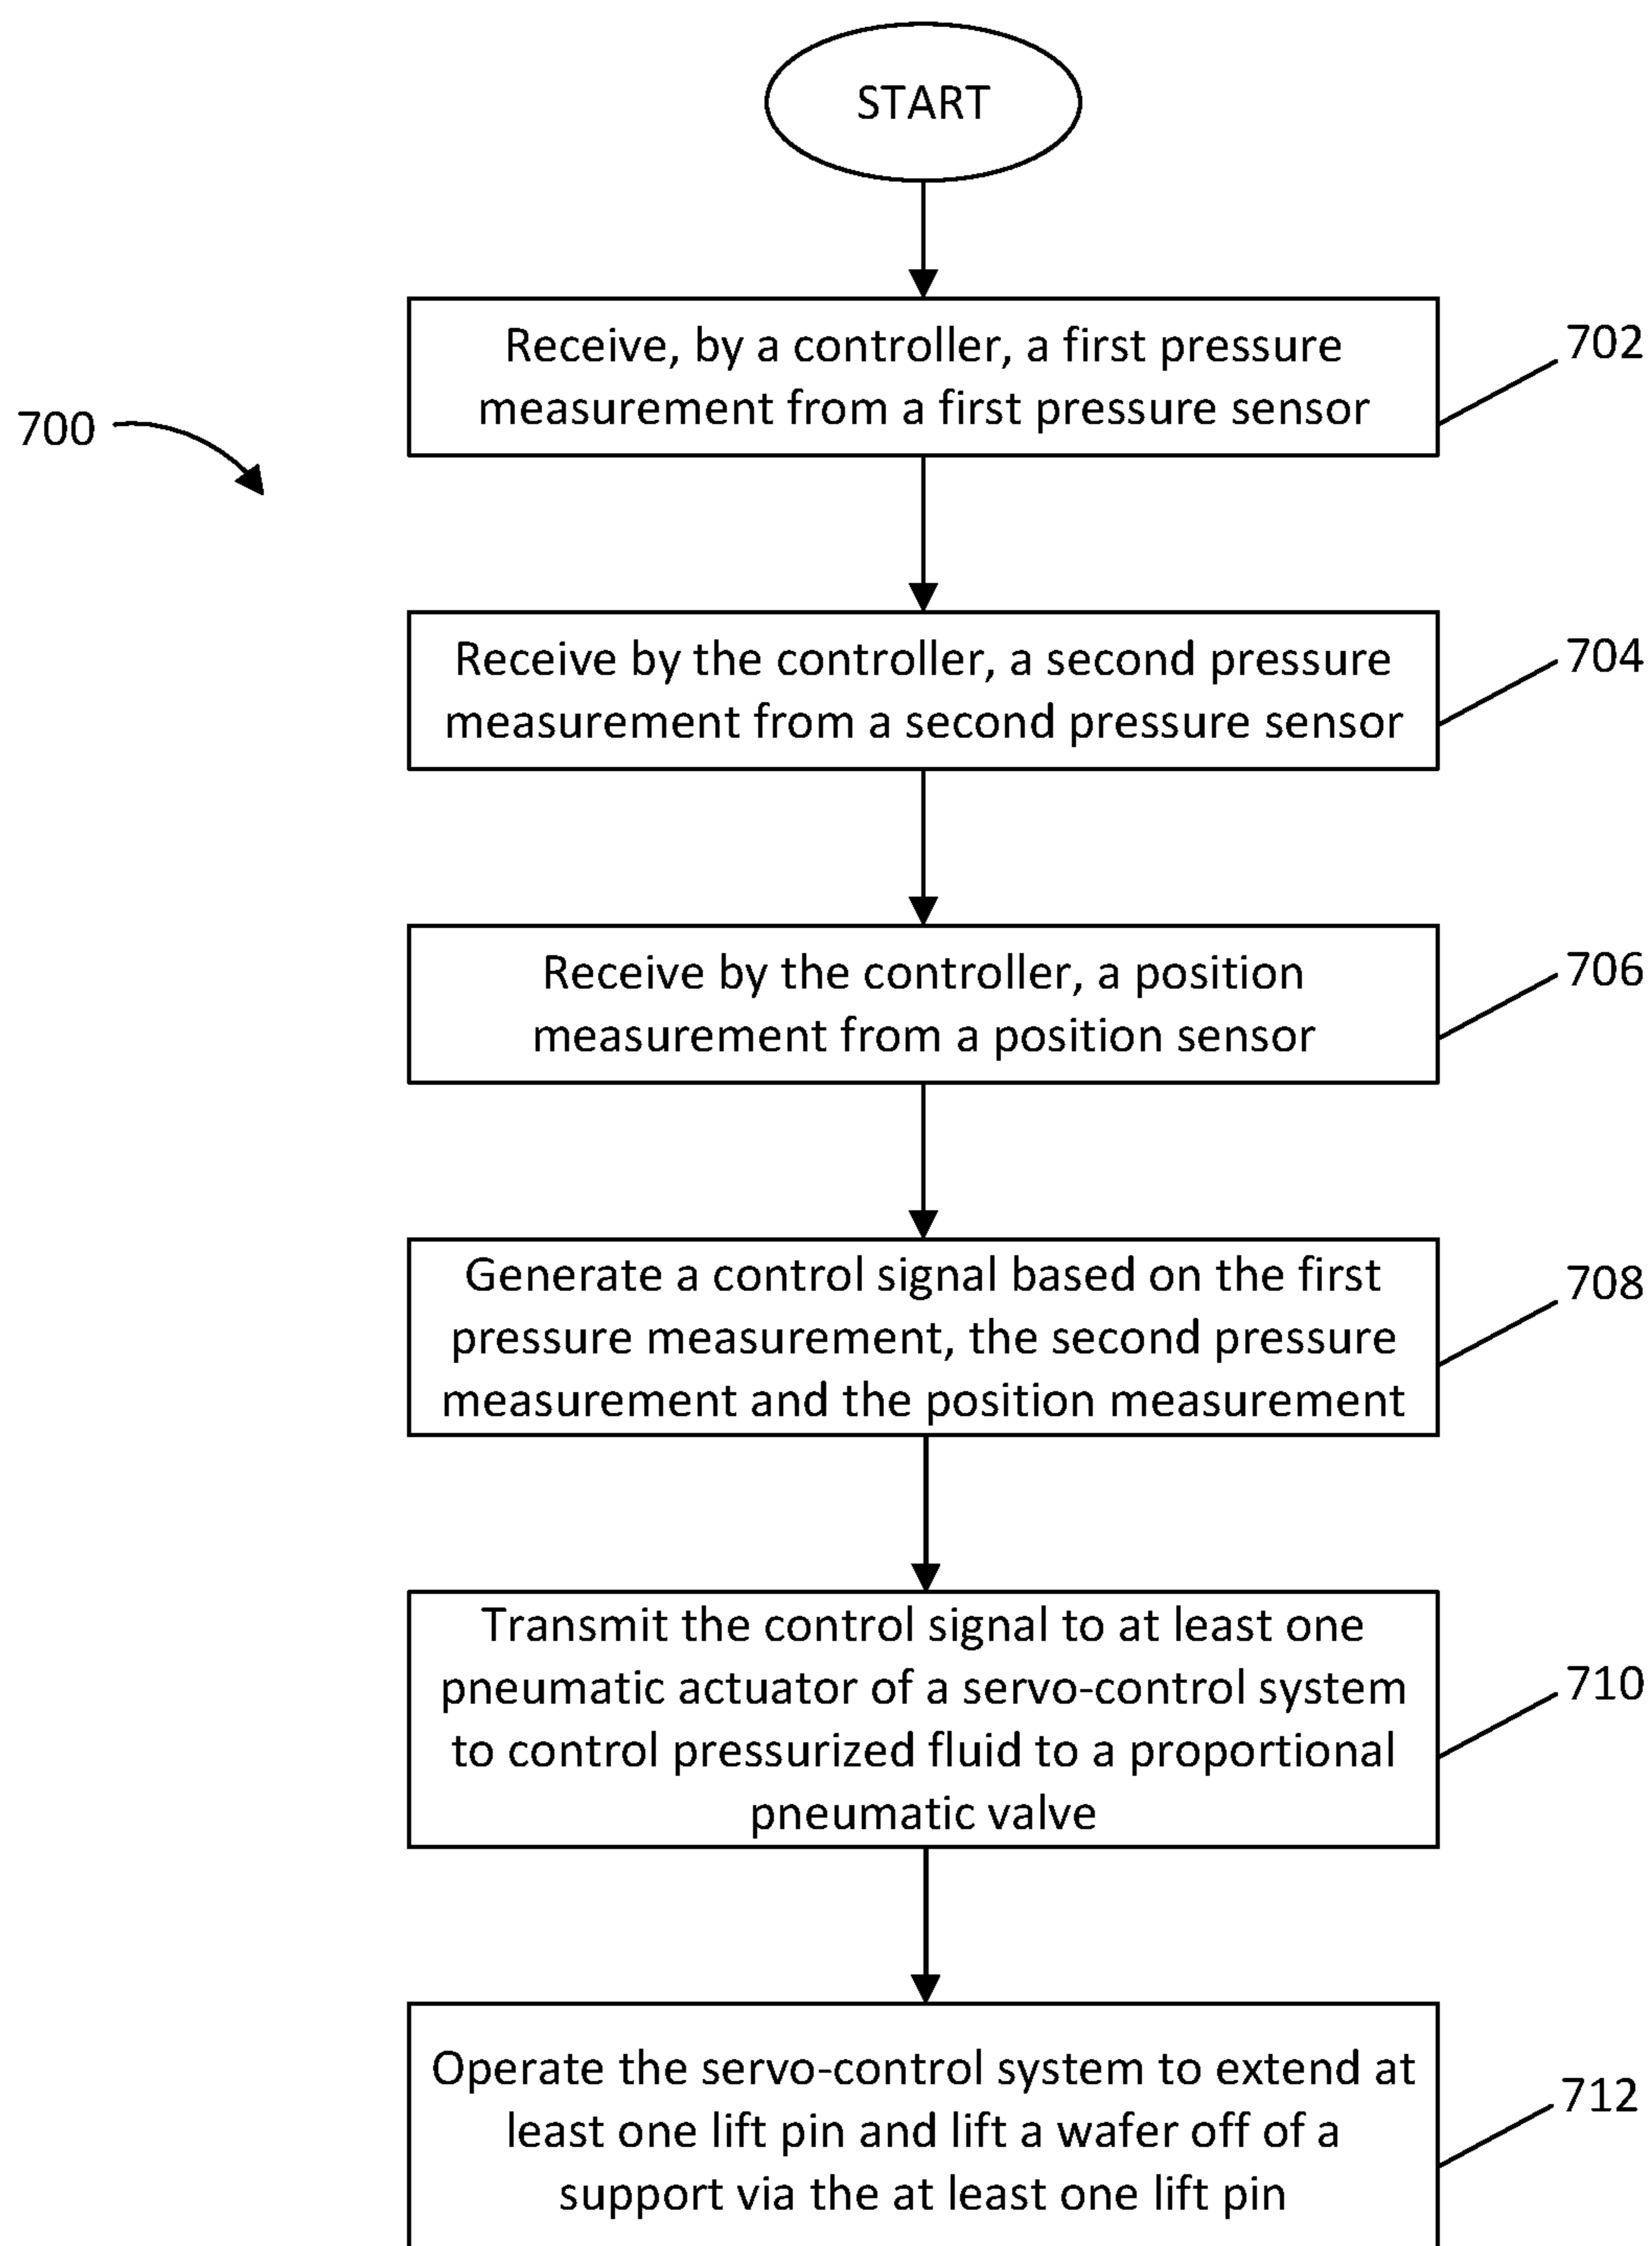 START
Receive, by a controller, a first pressure
measurement from a first pressure sensor
702
700
Receive by the controller, a second pressure
measurement from a second pressure sensor
704
Receive by the controller, a position
measurement from a position sensor
706
Generate a control signal based on the first
pressure measurement, the second pressure
measurement and the position measurement
708
Transmit the control signal to at least one
pneumatic actuator of a servo-control system
to control pressurized fluid to a proportional
pneumatic valve
710
Operate the servo-control system to extend at
least one lift pin and lift a wafer off of a
support via the at least one lift pin
712